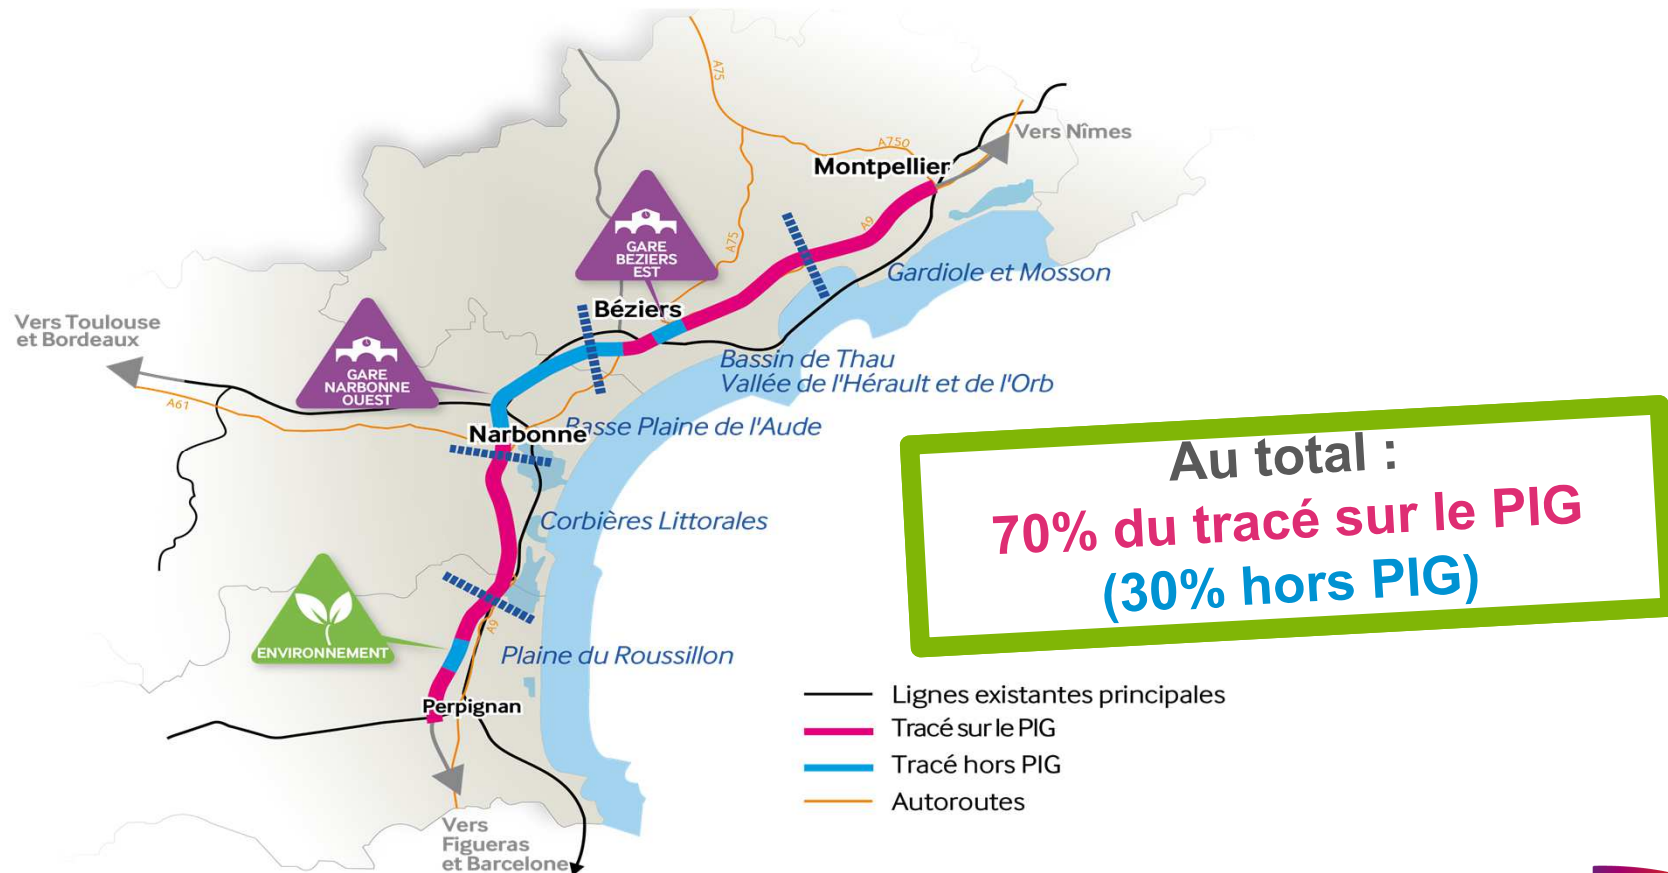 A75
A750
Vers Nîmes
Montpellier
GARE
BEZIERS
EST
A75
A9
Gardiole et Mosson
Béziers
Vers Toulouse
et Bordeaux
GARE
NARBONNE
OUEST
A61
Bassin de Thau
Vallée de l'Hérault et de l'Orb
Narbonne
Basse Plaine de l'Aude
Corbières Littorales
ENVIRONNEMENT
A9
Plaine du Roussillon
Perpignan
Vers
Figueras
et Barcelone
Au total :
70% du tracé sur le PIG
(30% hors PIG)
Lignes existantes principales
Tracé sur le PIG
Tracé hors PIG
Autoroutes